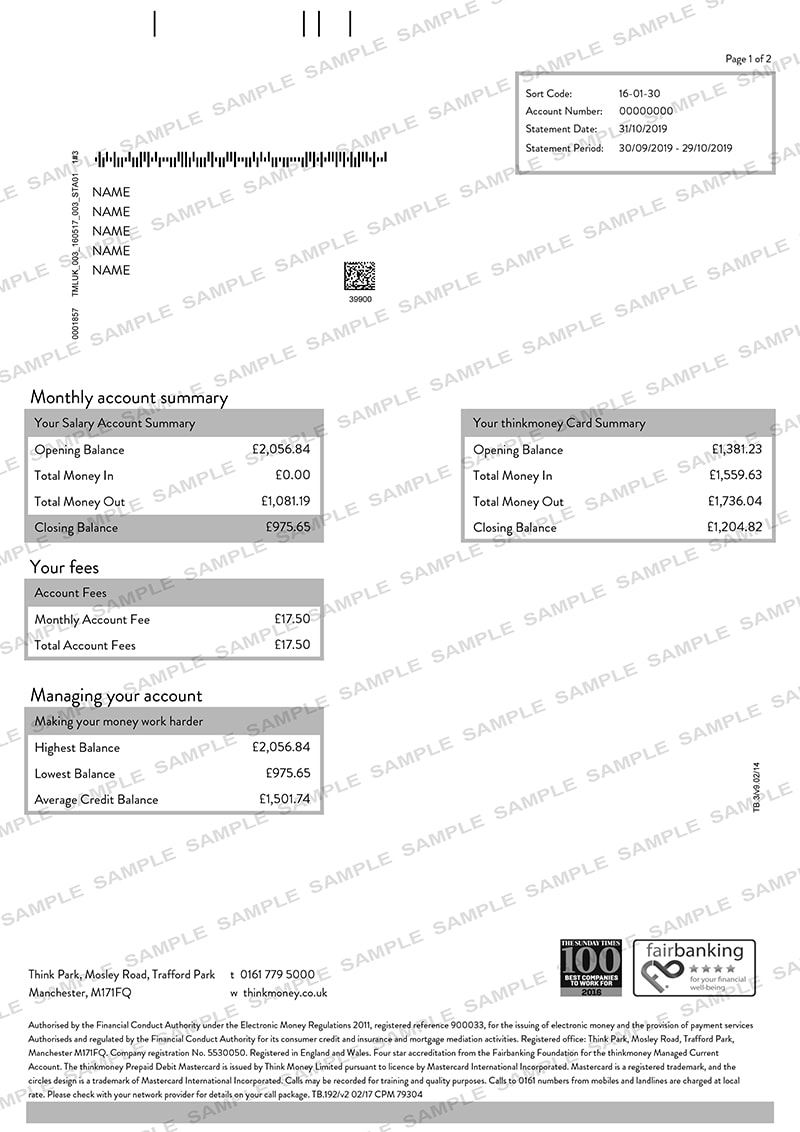 Page 1 of 2
Sort Code: 16-01-30
Account Number: 00000000
Statement Date: 31/10/2019
Statement Period: 30/09/2019 - 29/10/2019
0001857 TMLUK_003_160517_003_STA01 1#3
NAME
NAME
NAME
NAME
NAME
39900
Monthly account summary
Your Salary Account Summary
Opening Balance £2,056.84
Total Money In £0.00
Total Money Out £1,081.19
Closing Balance £975.65
Your thinkmoney Card Summary
Opening Balance £1,381.23
Total Money In £1,559.63
Total Money Out £1,736.04
Closing Balance £1,204.82
Your fees
Account Fees
Monthly Account Fee £17.50
Total Account Fees £17.50
Managing your account
Making your money work harder
Highest Balance £2,056.84
Lowest Balance £975.65
Average Credit Balance £1,501.74
TB.3/v9.02/14
Think Park, Mosley Road, Trafford Park t 0161 779 5000
Manchester, M171FQ w thinkmoney.co.uk
THE SUNDAY TIMES
100
BEST COMPANIES
TO WORK FOR
2016
fairbanking
for your financial
well-being
Authorised by the Financial Conduct Authority under the Electronic Money Regulations 2011, registered reference 900033, for the issuing of electronic money and the provision of payment services
Authorises and regulated by the Financial Conduct Authority for its consumer credit and insurance and mortgage mediation activities. Registered office: Think Park, Mosley Road, Trafford Park,
Manchester M171FQ. Company registration No. 5530050. Registered in England and Wales. Four star accreditation from the Fairbanking Foundation for the thinkmoney Managed Current
Account. The thinkmoney Prepaid Debit Mastercard is issued by Think Money Limited pursuant to licence by Mastercard International Incorporated. Mastercard is a registered trademark, and the
circles design is a trademark of Mastercard International Incorporated. Calls may be recorded for training and quality purposes. Calls to 0161 numbers from mobiles and landlines are charged at local
rate. Please check with your network provider for details on your call package. TB.192/v2 02/17 CPM 79304
SAMPLE